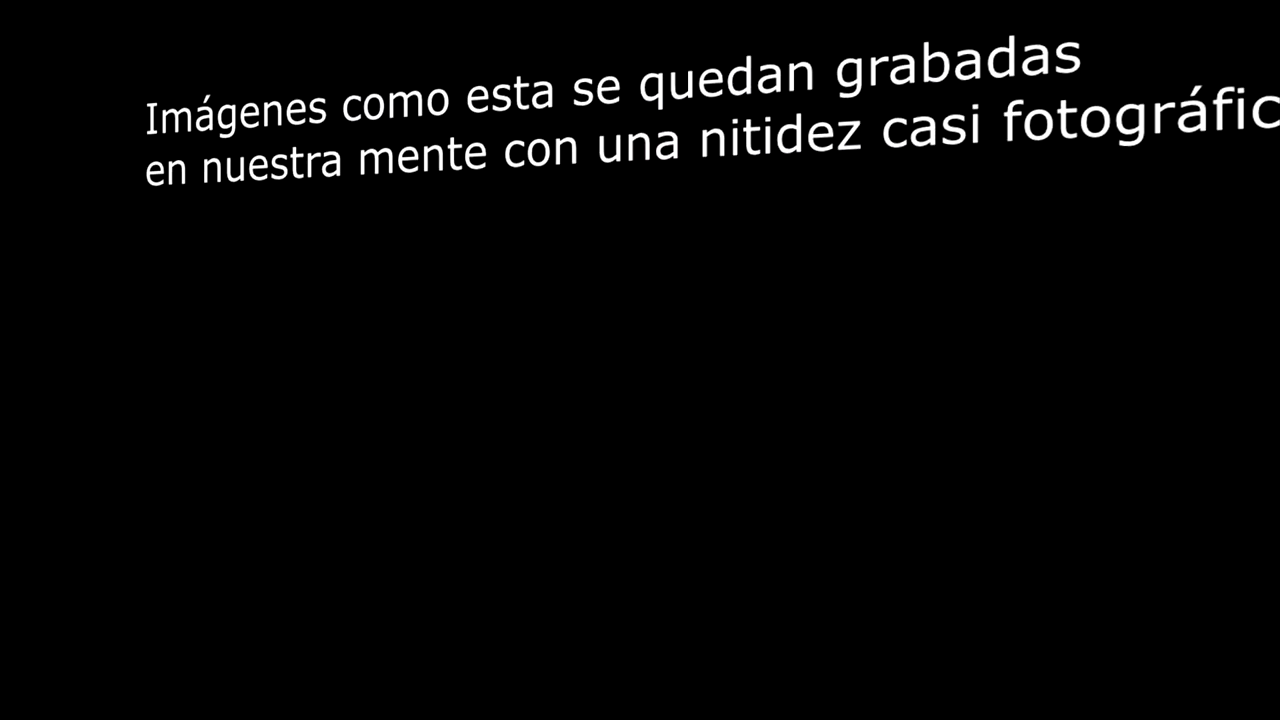 Imágenes como esta se quedan grabadas
en nuestra mente con una nitidez casi fotográfic